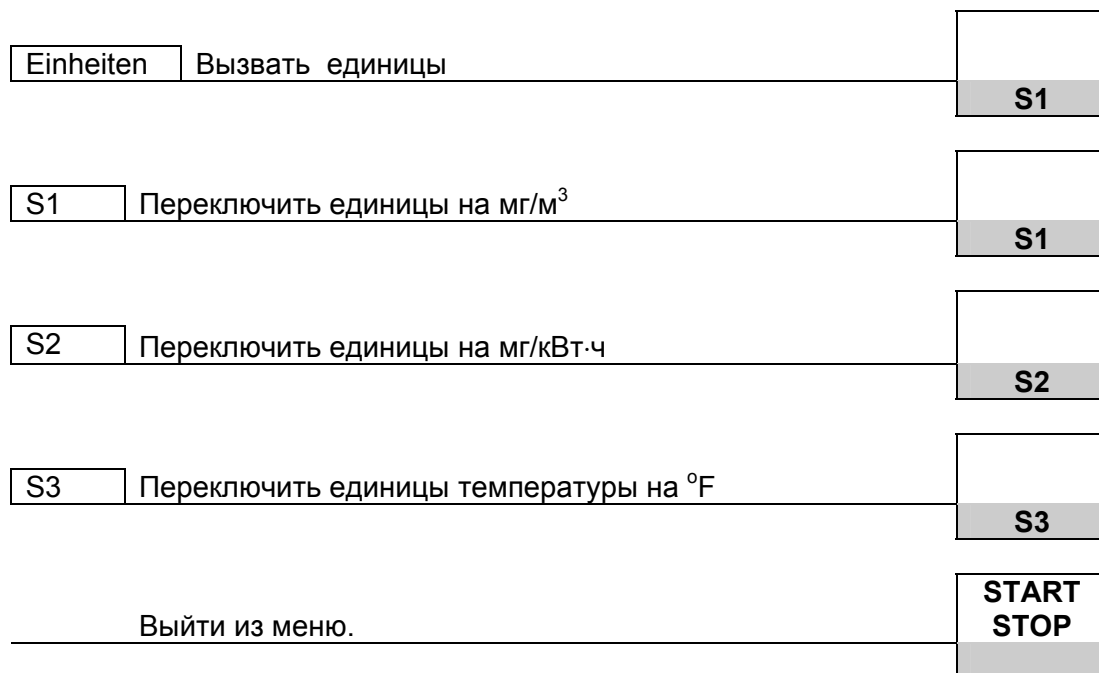 Einheiten Вызвать единицы
S1
S1 Переключить единицы на мг/м³
S1
S2 Переключить единицы на мг/кВт·ч
S2
S3 Переключить единицы температуры на ºF
S3
START
Выйти из меню. STOP